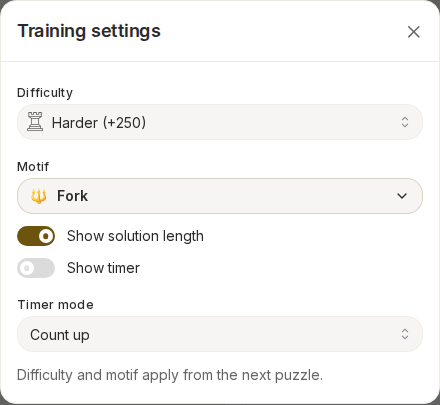 Training settings
Difficulty
Harder (+250)
Motif
Fork
Show solution length
Show timer
Timer mode
Count up
Difficulty and motif apply from the next puzzle.